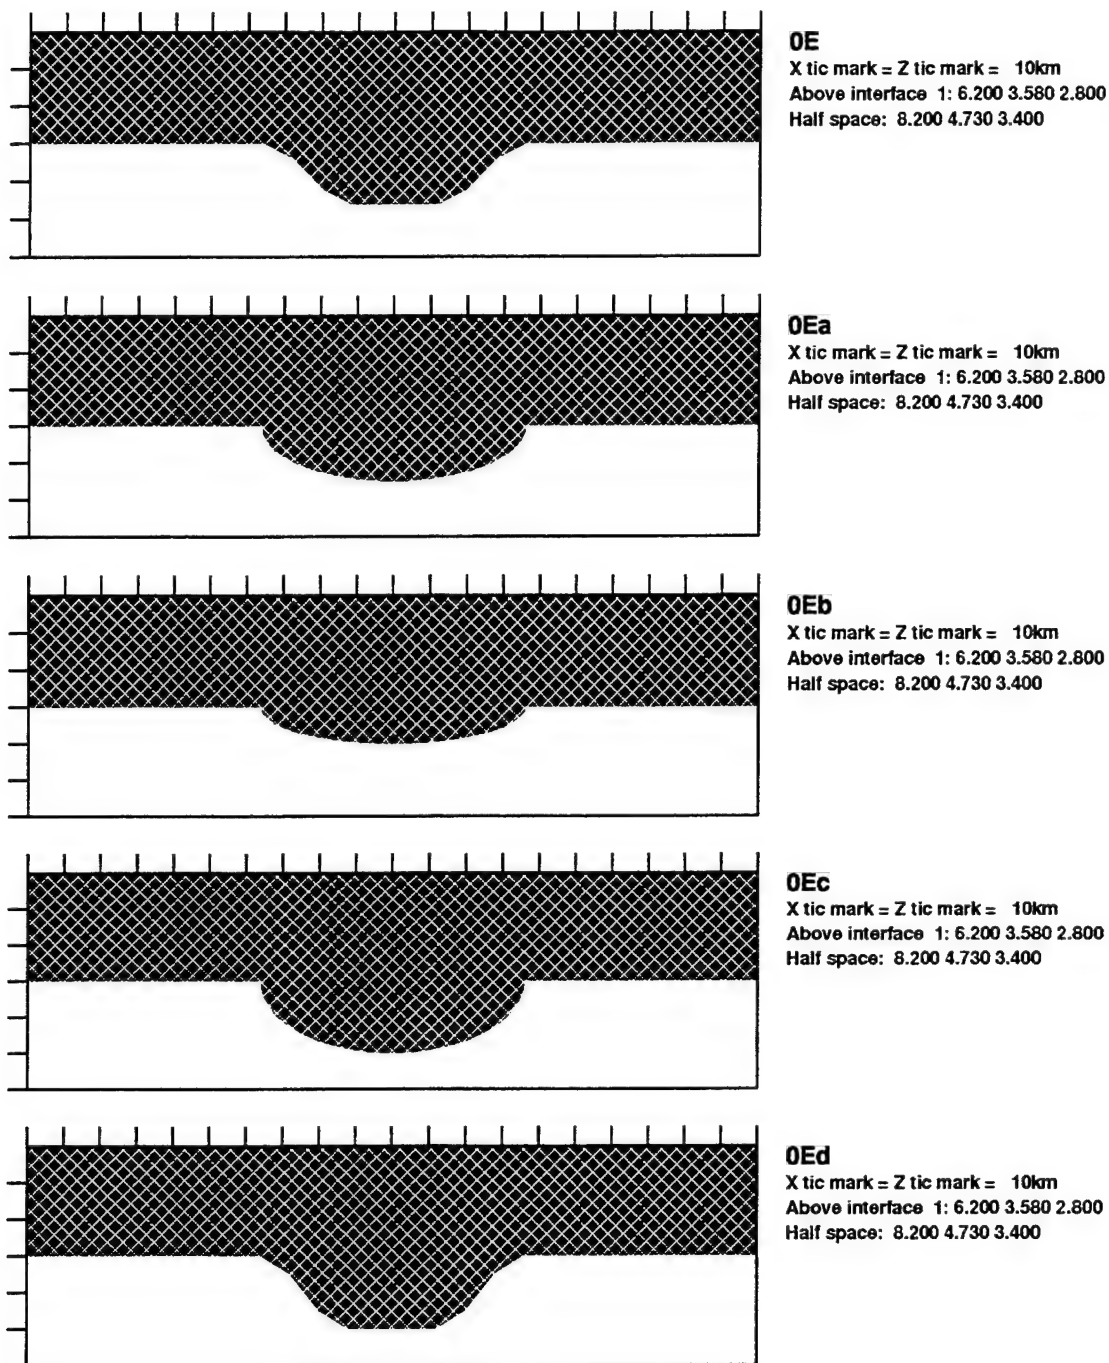 0E
X tic mark = Z tic mark = 10km
Above interface 1: 6.200 3.580 2.800
Half space: 8.200 4.730 3.400
0Ea
X tic mark = Z tic mark = 10km
Above interface 1: 6.200 3.580 2.800
Half space: 8.200 4.730 3.400
0Eb
X tic mark = Z tic mark = 10km
Above interface 1: 6.200 3.580 2.800
Half space: 8.200 4.730 3.400
0Ec
X tic mark = Z tic mark = 10km
Above interface 1: 6.200 3.580 2.800
Half space: 8.200 4.730 3.400
0Ed
X tic mark = Z tic mark = 10km
Above interface 1: 6.200 3.580 2.800
Half space: 8.200 4.730 3.400